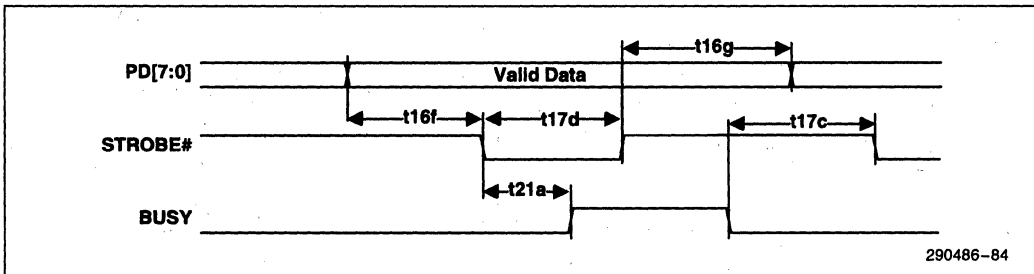 t16g
PD[7:0] Valid Data
t16f t17d t17c
STROBE#
t21a
BUSY
290486-84